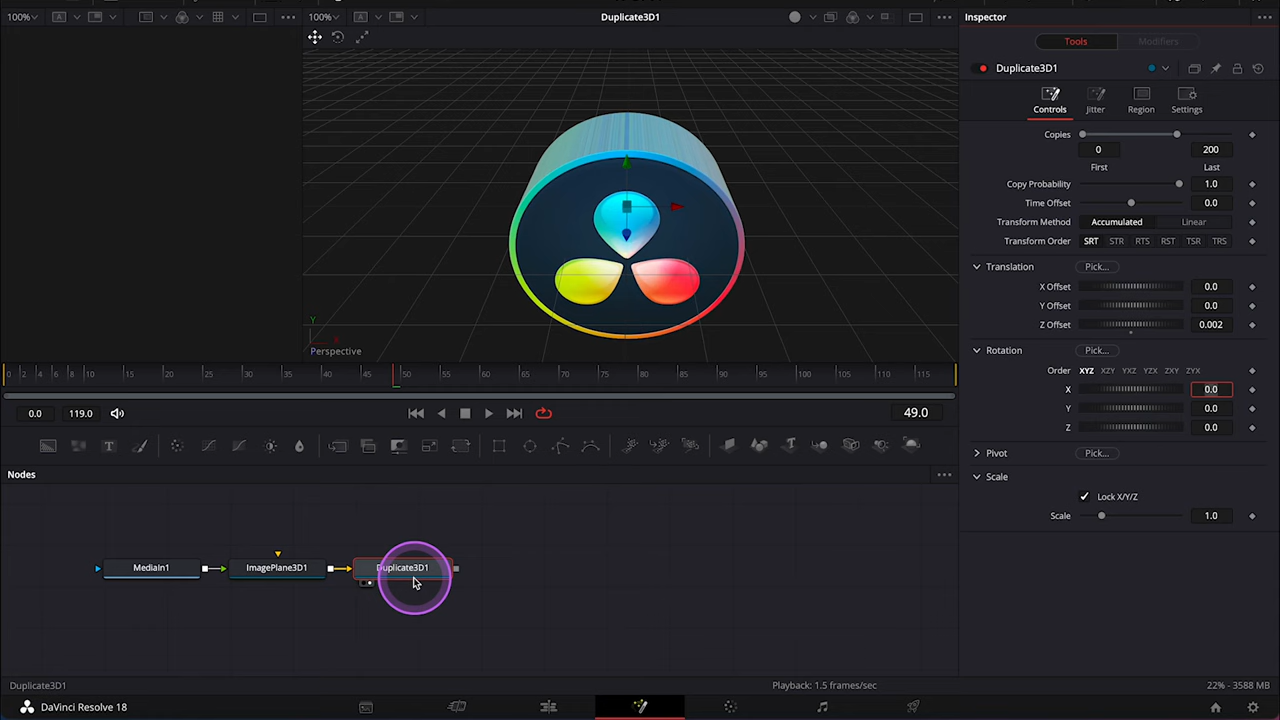 100%
100%
Duplicate3D1
Inspector
Tools
Modifiers
Duplicate3D1
Controls
Jitter
Region
Settings
Copies
0
200
First
Last
Copy Probability
1.0
Time Offset
0.0
Transform Method
Accumulated
Linear
Transform Order
SRT STR RTS RST TSR TRS
Translation
Pick...
X Offset
0.0
Y Offset
0.0
Z Offset
0.002
Rotation
Pick...
Order
XYZ XZY YXZ YZX ZXY ZYX
X
0.0
Y
0.0
Z
0.0
Pivot
Pick...
Scale
Lock X/Y/Z
Scale
1.0
Y
Perspective
0 2 4 6 8 10 15 20 25 30 35 40 45 50 55 60 65 70 75 80 85 90 95 100 105 110 115
0.0
119.0
49.0
Nodes
MediaIn1
ImagePlane3D1
Duplicate3D1
Duplicate3D1
Playback: 1.5 frames/sec
22% - 3588 MB
DaVinci Resolve 18